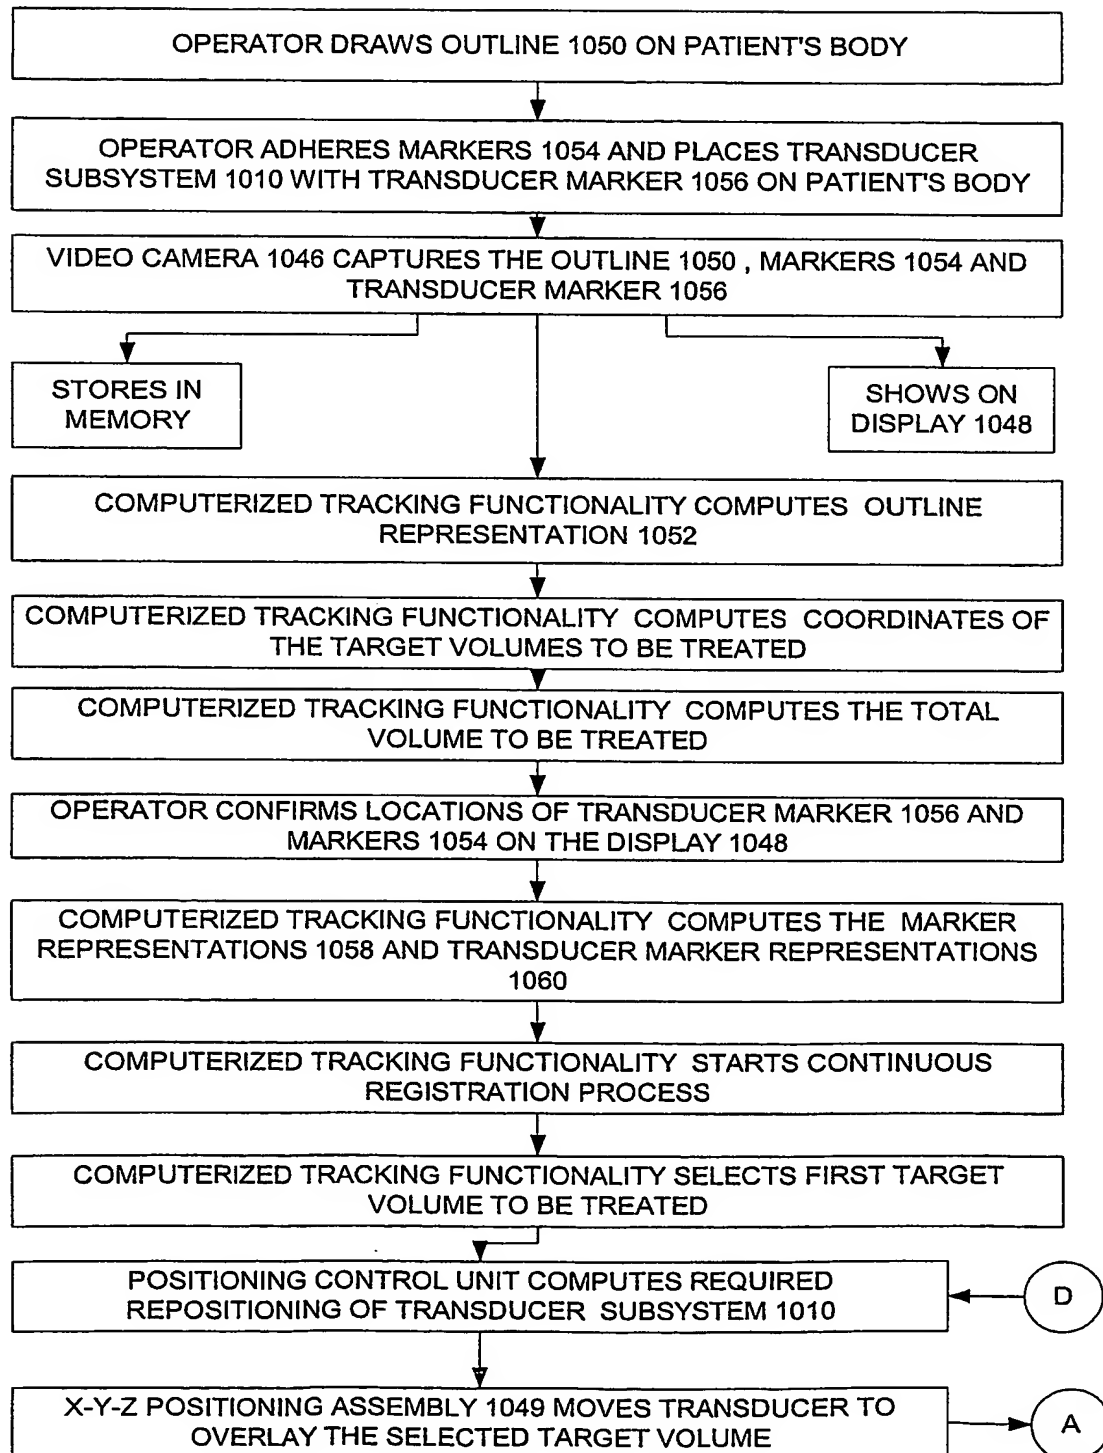 OPERATOR DRAWS OUTLINE 1050 ON PATIENT'S BODY
OPERATOR ADHERES MARKERS 1054 AND PLACES TRANSDUCER
SUBSYSTEM 1010 WITH TRANSDUCER MARKER 1056 ON PATIENT'S BODY
VIDEO CAMERA 1046 CAPTURES THE OUTLINE 1050 , MARKERS 1054 AND
TRANSDUCER MARKER 1056
STORES IN
MEMORY
SHOWS ON
DISPLAY 1048
COMPUTERIZED TRACKING FUNCTIONALITY COMPUTES OUTLINE
REPRESENTATION 1052
COMPUTERIZED TRACKING FUNCTIONALITY COMPUTES COORDINATES OF
THE TARGET VOLUMES TO BE TREATED
COMPUTERIZED TRACKING FUNCTIONALITY COMPUTES THE TOTAL
VOLUME TO BE TREATED
OPERATOR CONFIRMS LOCATIONS OF TRANSDUCER MARKER 1056 AND
MARKERS 1054 ON THE DISPLAY 1048
COMPUTERIZED TRACKING FUNCTIONALITY COMPUTES THE MARKER
REPRESENTATIONS 1058 AND TRANSDUCER MARKER REPRESENTATIONS
1060
COMPUTERIZED TRACKING FUNCTIONALITY STARTS CONTINUOUS
REGISTRATION PROCESS
COMPUTERIZED TRACKING FUNCTIONALITY SELECTS FIRST TARGET
VOLUME TO BE TREATED
POSITIONING CONTROL UNIT COMPUTES REQUIRED
REPOSITIONING OF TRANSDUCER SUBSYSTEM 1010
D
X-Y-Z POSITIONING ASSEMBLY 1049 MOVES TRANSDUCER TO
OVERLAY THE SELECTED TARGET VOLUME
A